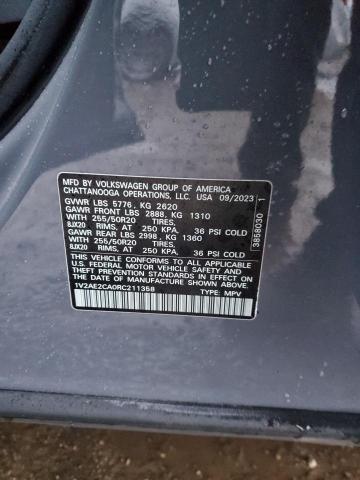 MFD BY VOLKSWAGEN GROUP OF AMERICA
CHATTANOOGA OPERATIONS, LLC. USA 09/2023
GVWR LBS 5776, KG 2620
GAWR FRONT LBS 2888, KG 1310
WITH 255/50R20 TIRES,
8JX20 RIMS, AT 250 KPA, 36 PSI COLD
GAWR REAR LBS 2998, KG 1360
WITH 255/50R20 TIRES,
8JX20 RIMS, AT 250 KPA, 36 PSI COLD
THIS VEHICLE CONFORMS TO ALL APPLICABLE
U.S. FEDERAL MOTOR VEHICLE SAFETY STANDARDS IN EFFECT ON
THE DATE OF MANUFACTURE SHOWN ABOVE
1V2AE2CA0RC211358 TYPE: MPV
3858030 1